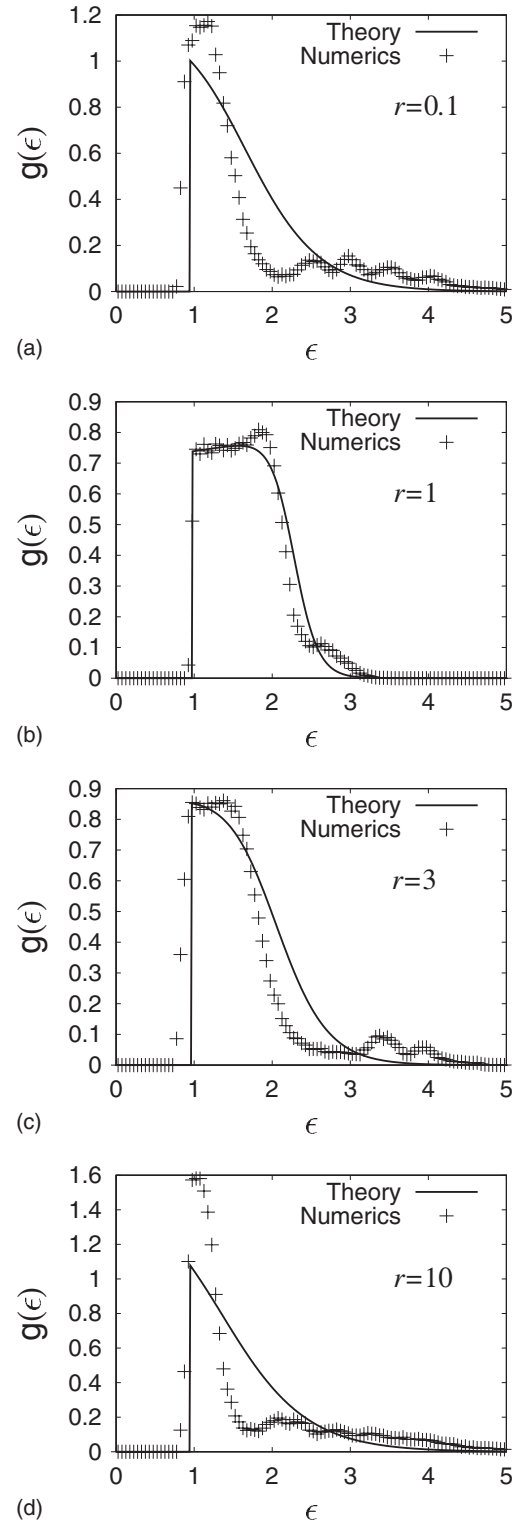 1.2
Theory
1
Numerics
0.8
r=0.1
g(ϵ)
0.6
0.4
0.2
0
0 1 2 3 4 5
(a)
ϵ
0.9
Theory
0.8
Numerics
0.7
0.6
r=1
g(ϵ)
0.5
0.4
0.3
0.2
0.1
0
0 1 2 3 4 5
(b)
ϵ
0.9
Theory
0.8
Numerics
0.7
0.6
r=3
g(ϵ)
0.5
0.4
0.3
0.2
0.1
0
0 1 2 3 4 5
(c)
ϵ
1.6
Theory
1.4
Numerics
1.2
1
r=10
g(ϵ)
0.8
0.6
0.4
0.2
0
0 1 2 3 4 5
(d)
ϵ